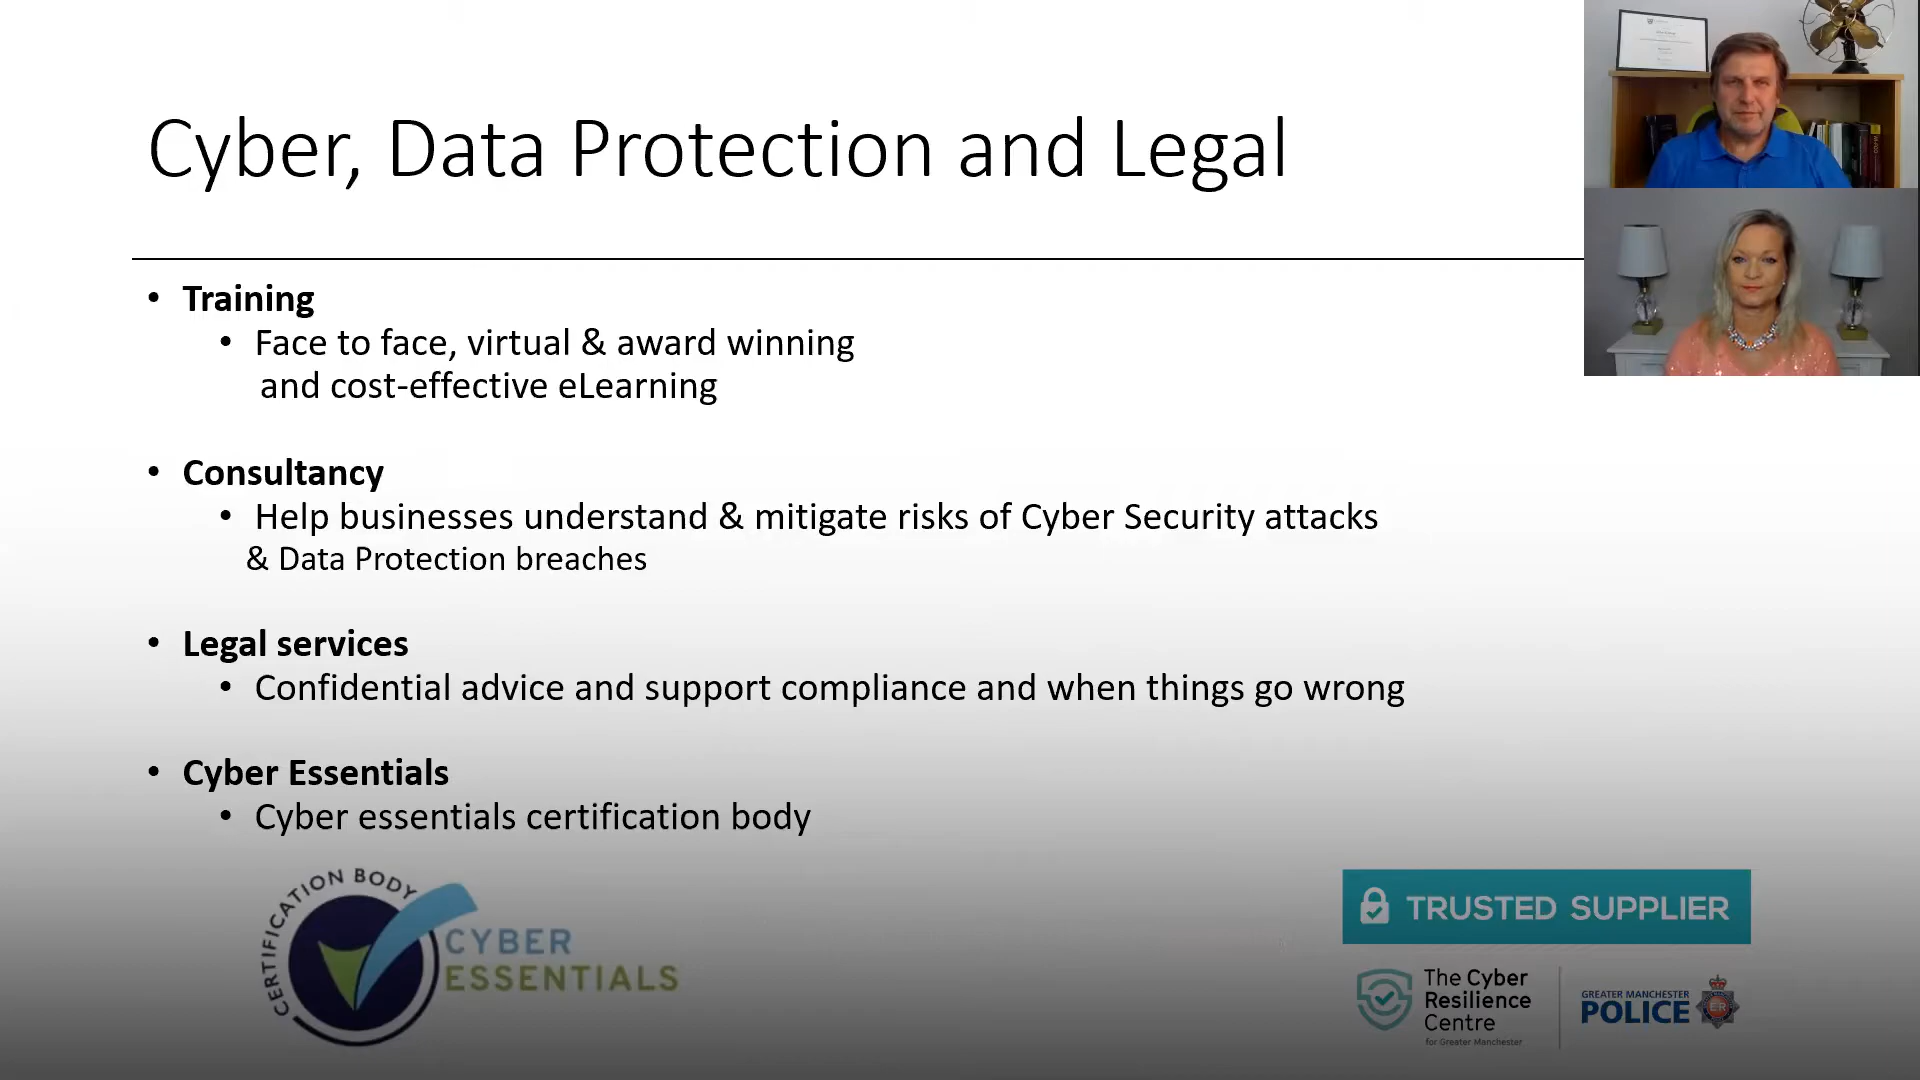 Cyber, Data Protection and Legal
• Training
• Face to face, virtual & award winning
and cost-effective eLearning
• Consultancy
• Help businesses understand & mitigate risks of Cyber Security attacks
& Data Protection breaches
• Legal services
• Confidential advice and support compliance and when things go wrong
• Cyber Essentials
• Cyber essentials certification body
CERTIFICATION BODY
CYBER
ESSENTIALS
TRUSTED SUPPLIER
The Cyber
Resilience
Centre
for Greater Manchester
GREATER MANCHESTER
POLICE